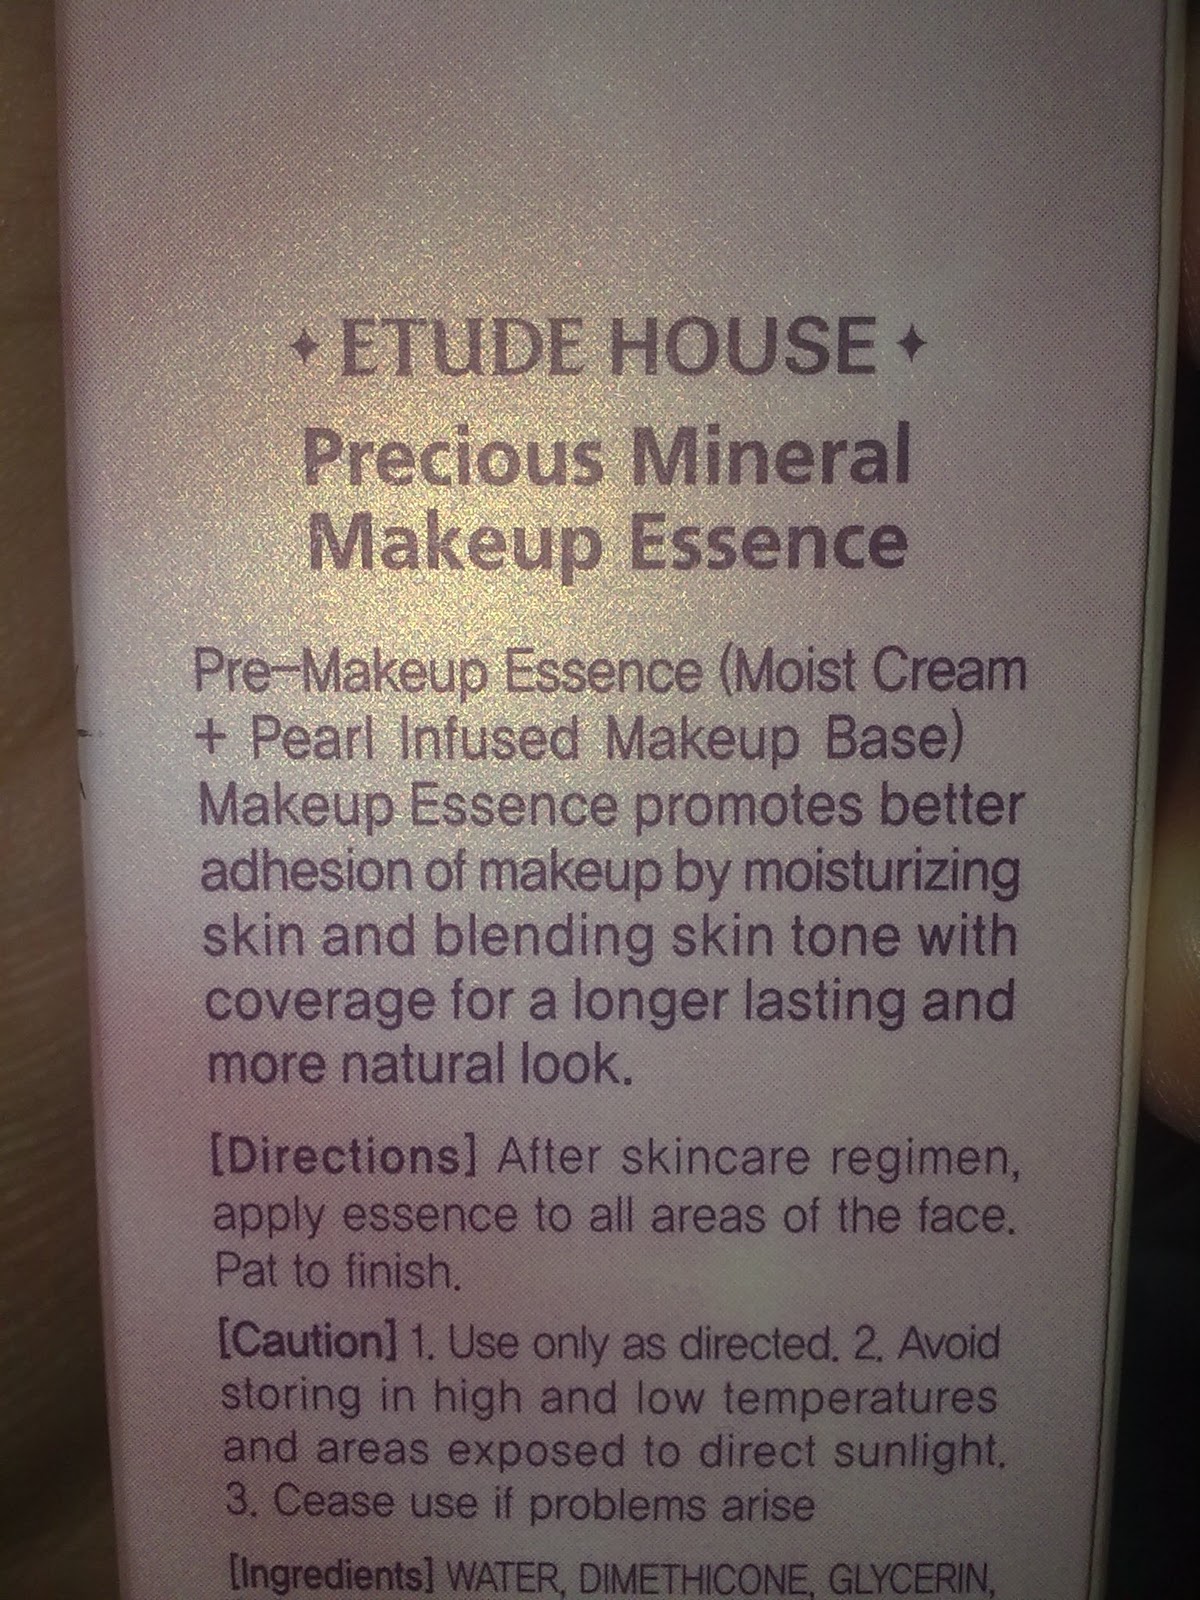 ✦ ETUDE HOUSE ✦
Precious Mineral
Makeup Essence
Pre-Makeup Essence (Moist Cream
+ Pearl Infused Makeup Base)
Makeup Essence promotes better
adhesion of makeup by moisturizing
skin and blending skin tone with
coverage for a longer lasting and
more natural look.
[Directions] After skincare regimen,
apply essence to all areas of the face.
Pat to finish.
[Caution] 1. Use only as directed. 2. Avoid
storing in high and low temperatures
and areas exposed to direct sunlight.
3. Cease use if problems arise
[Ingredients] WATER, DIMETHICONE, GLYCERIN,